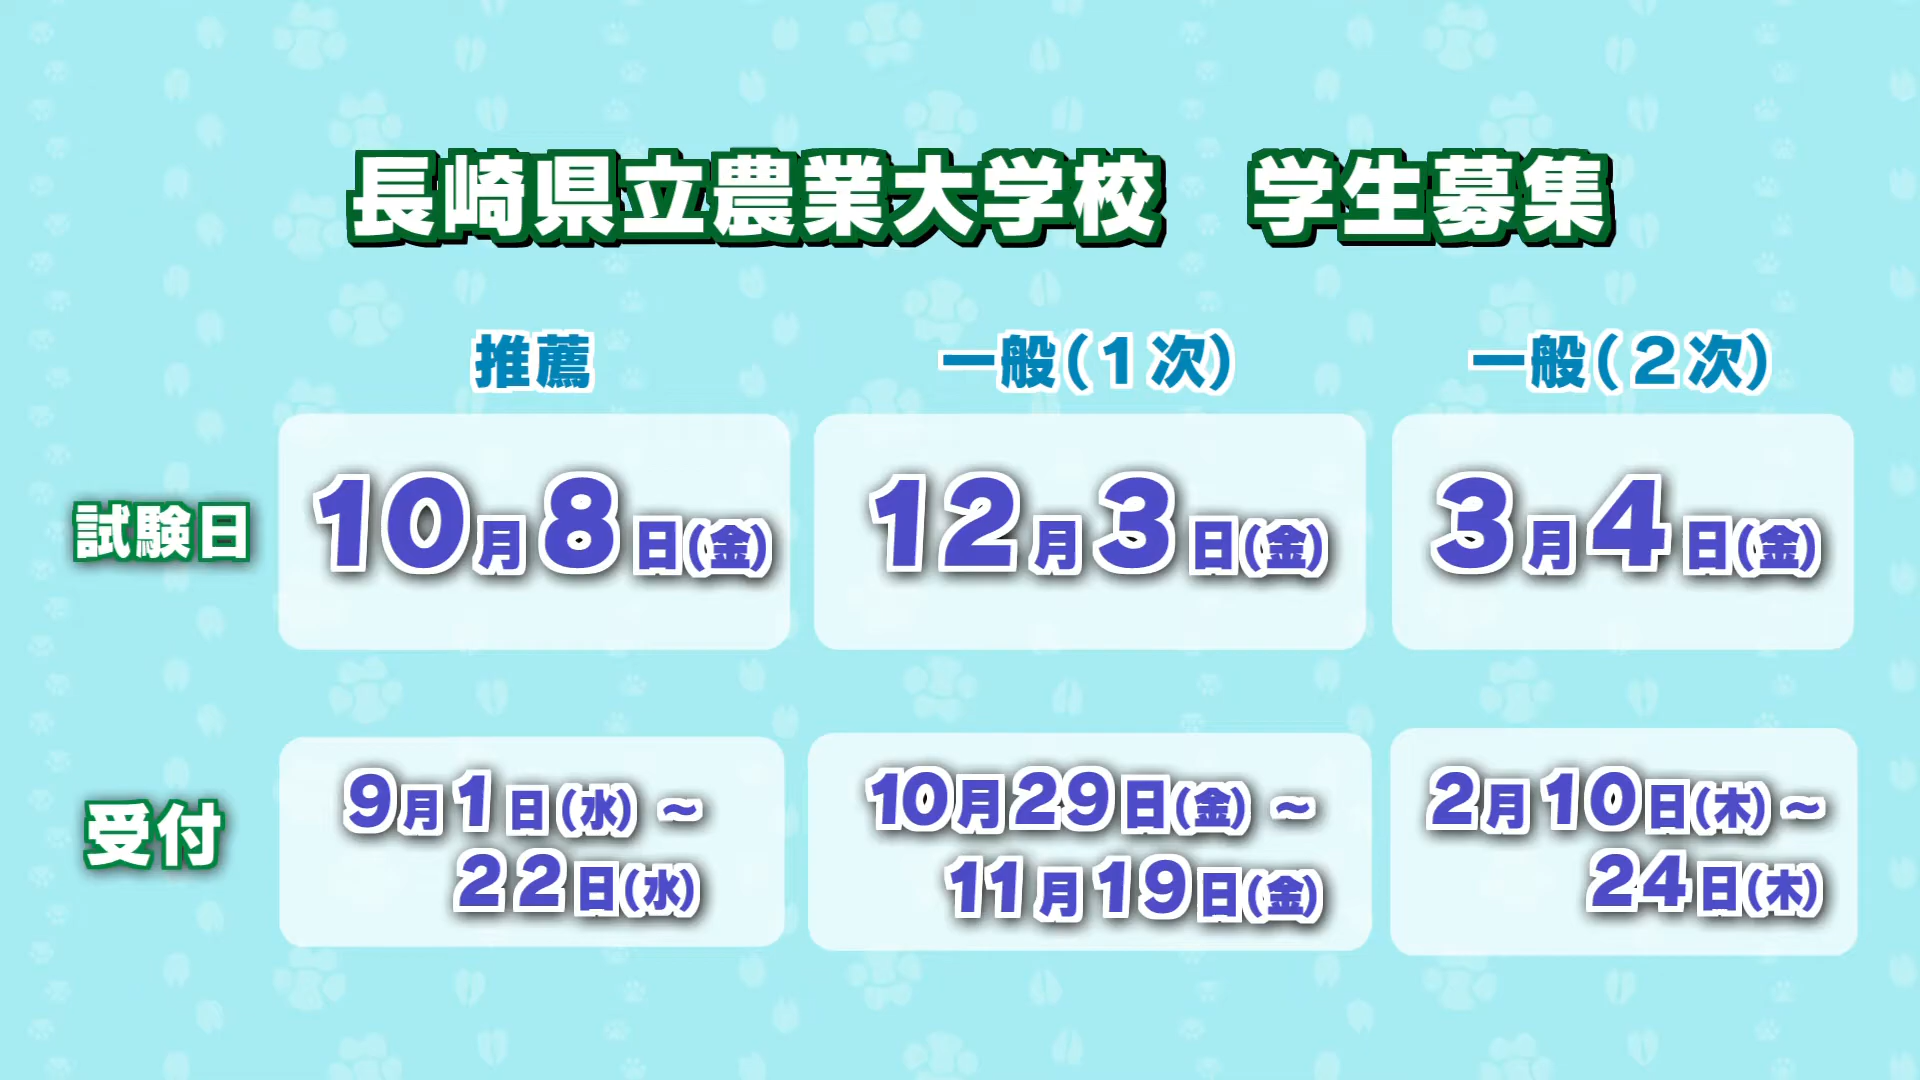 長崎県立農業大学校　学生募集
推薦
一般(1次)
一般(2次)
試験日
10月8日(金)
12月3日(金)
3月4日(金)
受付
9月1日(水)～
22日(水)
10月29日(金)～
11月19日(金)
2月10日(木)～
24日(木)